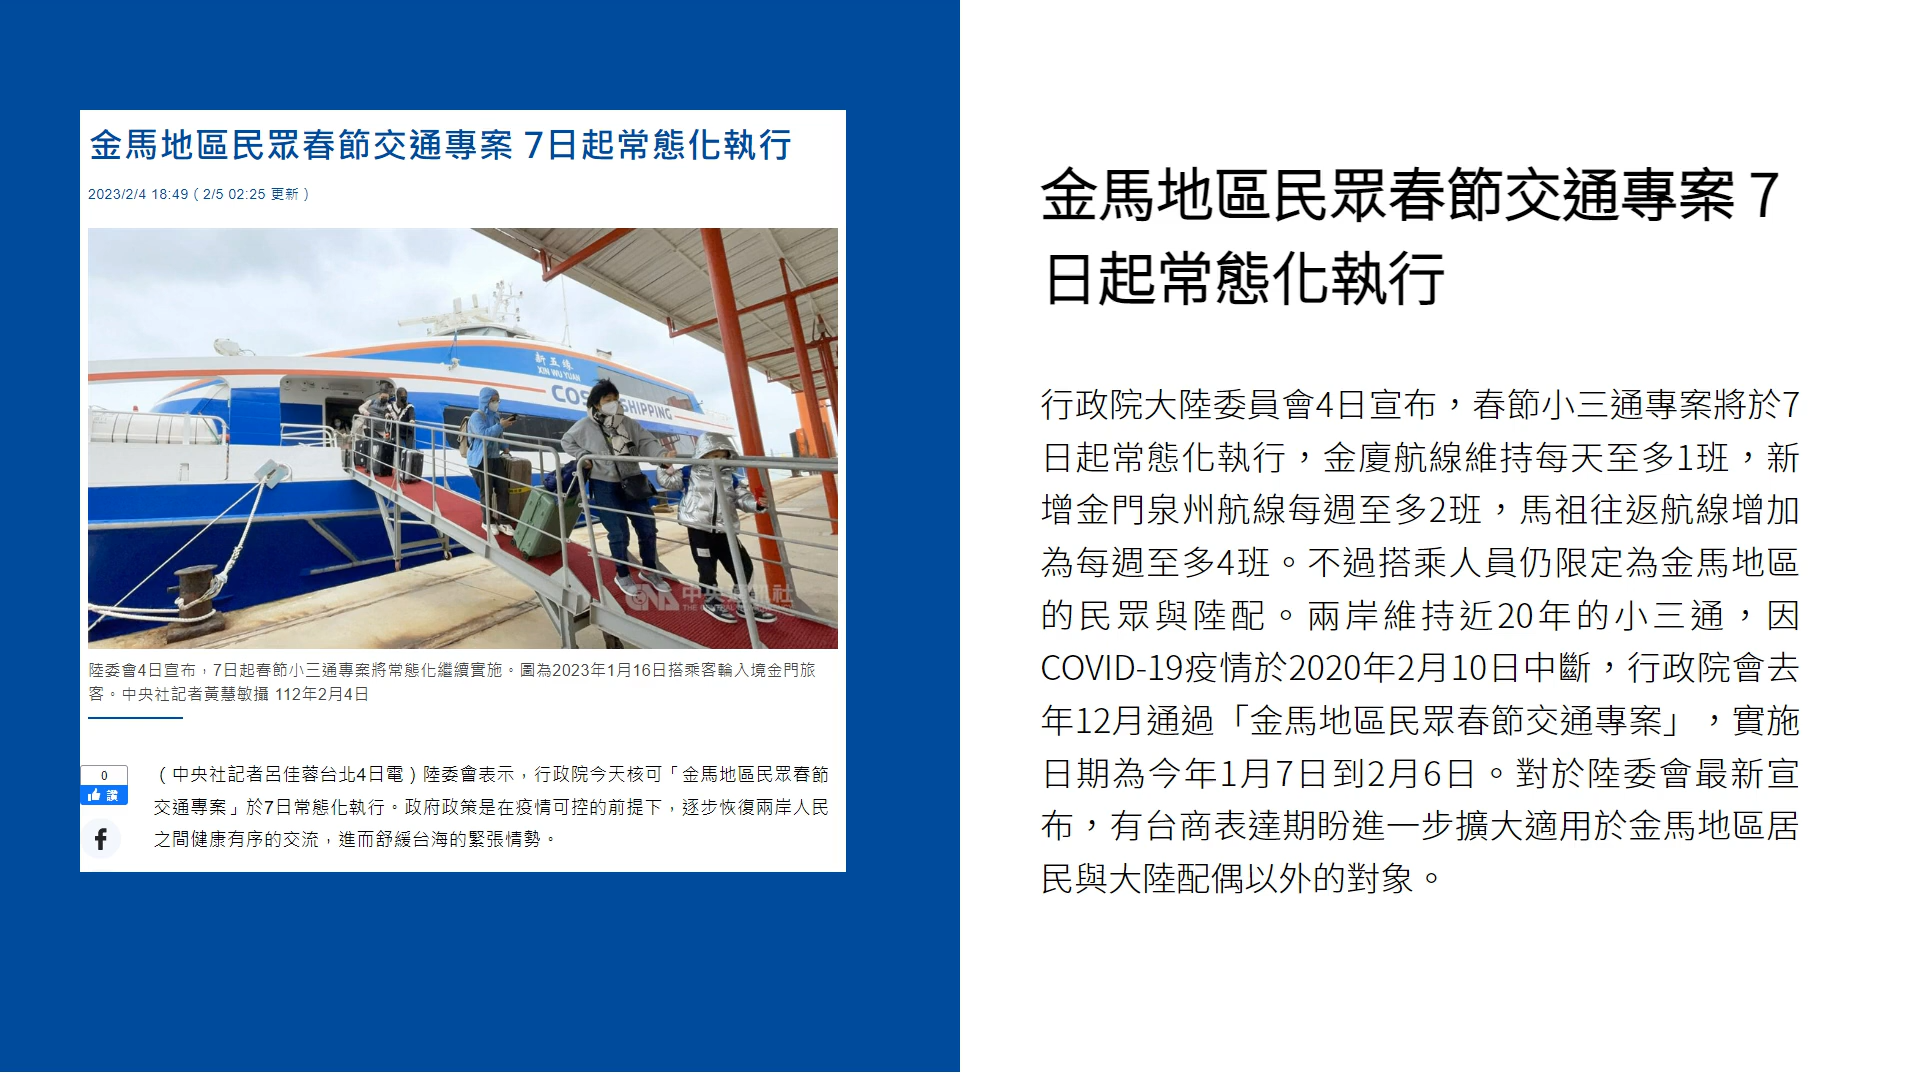 金馬地區民眾春節交通專案 7日起常態化執行
2023/2/4 18:49（2/5 02:25 更新）
新五緣
XIN WU YUAN
COS
SHIPPING
CNA 中央通訊社
陸委會4日宣布，7日起春節小三通專案將常態化繼續實施。圖為2023年1月16日搭乘客輪入境金門旅
客。中央社記者黃慧敏攝 112年2月4日
0
讚
（中央社記者呂佳蓉台北4日電）陸委會表示，行政院今天核可「金馬地區民眾春節
交通專案」於7日常態化執行。政府政策是在疫情可控的前提下，逐步恢復兩岸人民
之間健康有序的交流，進而舒緩台海的緊張情勢。
金馬地區民眾春節交通專案 7
日起常態化執行
行政院大陸委員會4日宣布，春節小三通專案將於7
日起常態化執行，金廈航線維持每天至多1班，新
增金門泉州航線每週至多2班，馬祖往返航線增加
為每週至多4班。不過搭乘人員仍限定為金馬地區
的民眾與陸配。兩岸維持近20年的小三通，因
COVID-19疫情於2020年2月10日中斷，行政院會去
年12月通過「金馬地區民眾春節交通專案」，實施
日期為今年1月7日到2月6日。對於陸委會最新宣
布，有台商表達期盼進一步擴大適用於金馬地區居
民與大陸配偶以外的對象。